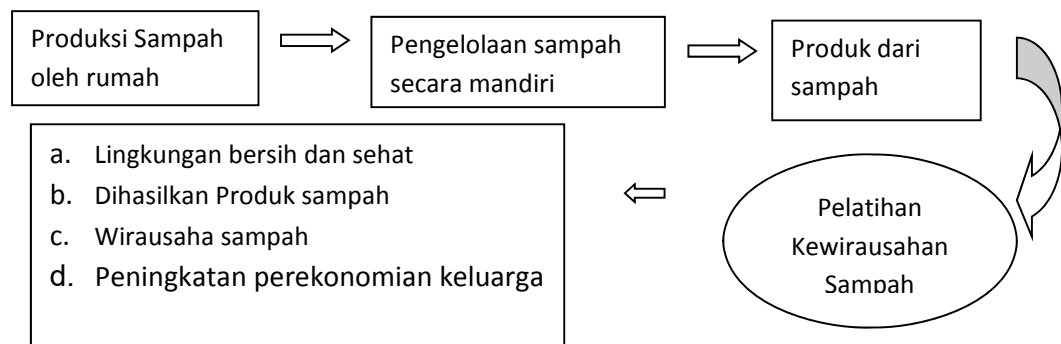 Produksi Sampah
oleh rumah
Pengelolaan sampah
secara mandiri
Produk dari
sampah
Pelatihan
Kewirausahan
Sampah
a. Lingkungan bersih dan sehat
b. Dihasilkan Produk sampah
c. Wirausaha sampah
d. Peningkatan perekonomian keluarga